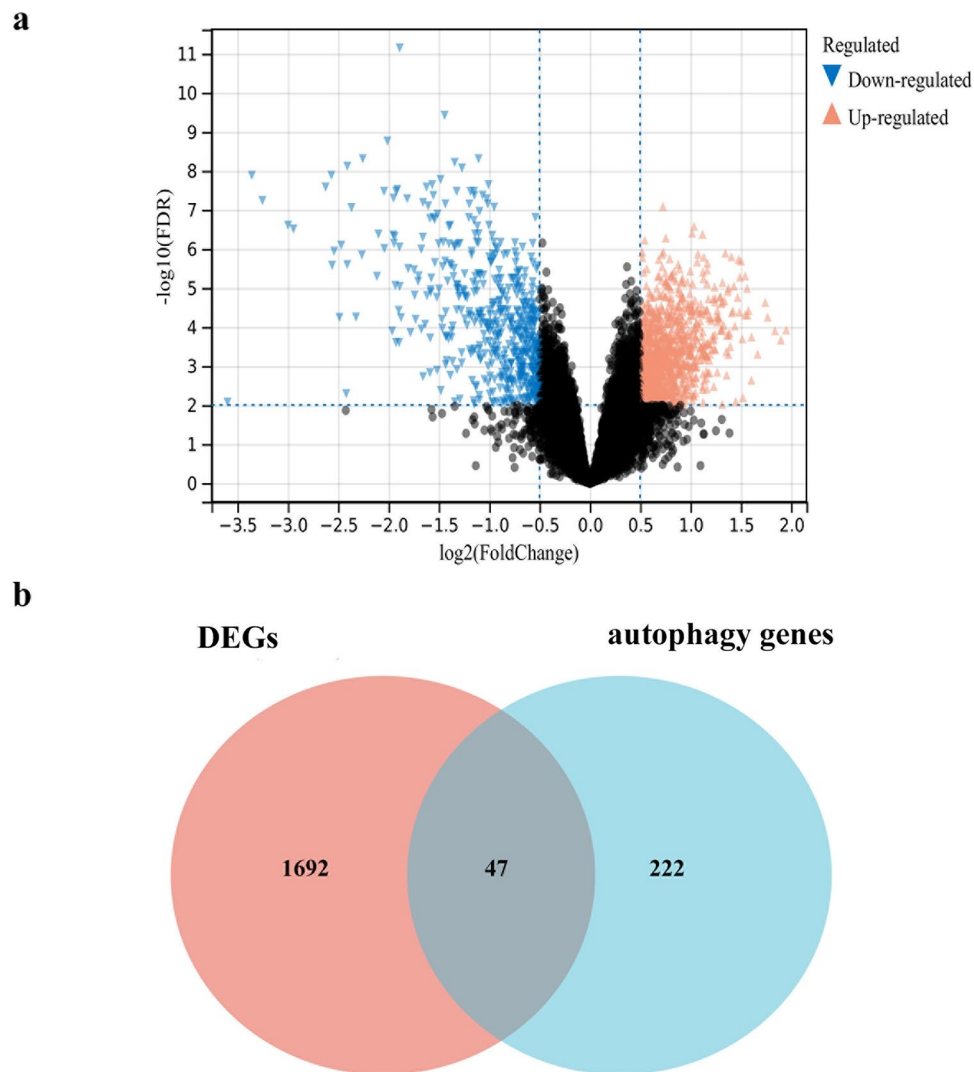 a
11
10
9
8
7
6
5
4
3
2
1
0
-log10(FDR)
−3.5 −3.0 −2.5 −2.0 −1.5 −1.0 −0.5 0.0 0.5 1.0 1.5 2.0
log2(FoldChange)
Regulated
Down-regulated
Up-regulated
b
DEGs autophagy genes
1692 47 222